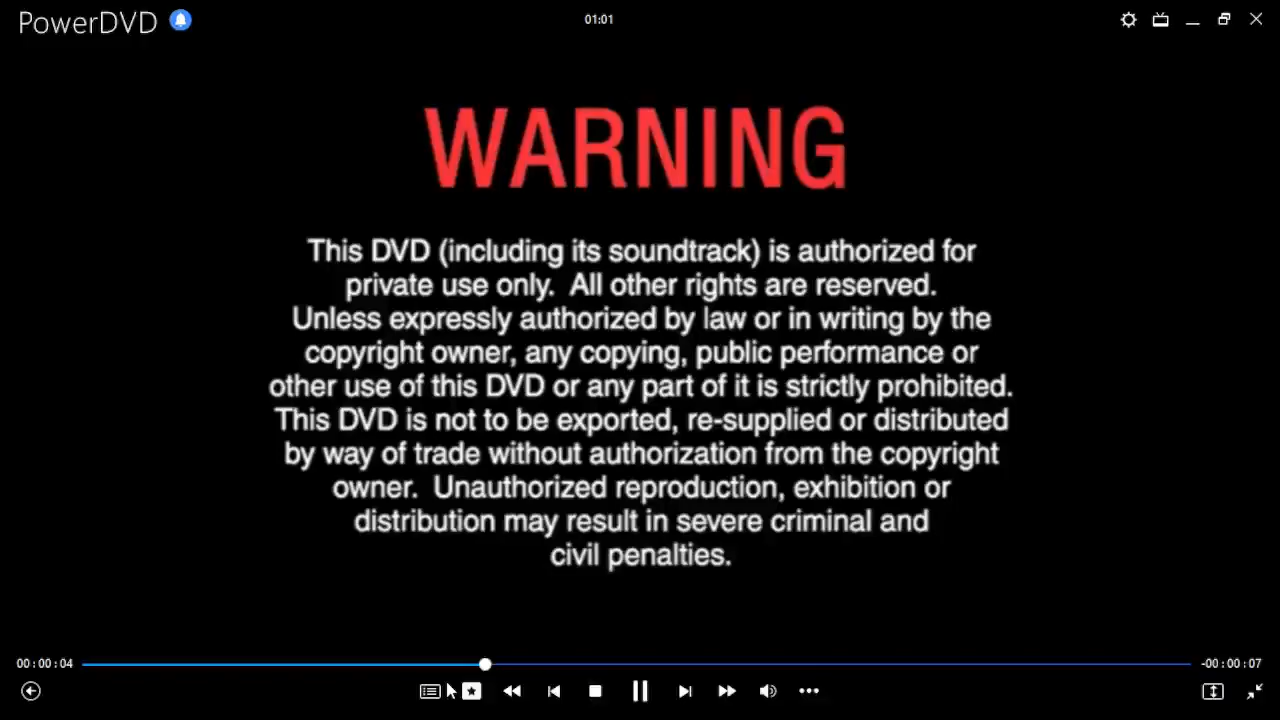 PowerDVD
01:01
WARNING
This DVD (including its soundtrack) is authorized for
private use only.  All other rights are reserved.
Unless expressly authorized by law or in writing by the
copyright owner, any copying, public performance or
other use of this DVD or any part of it is strictly prohibited.
This DVD is not to be exported, re-supplied or distributed
by way of trade without authorization from the copyright
owner.  Unauthorized reproduction, exhibition or
distribution may result in severe criminal and
civil penalties.
00:00:04
-00:00:07